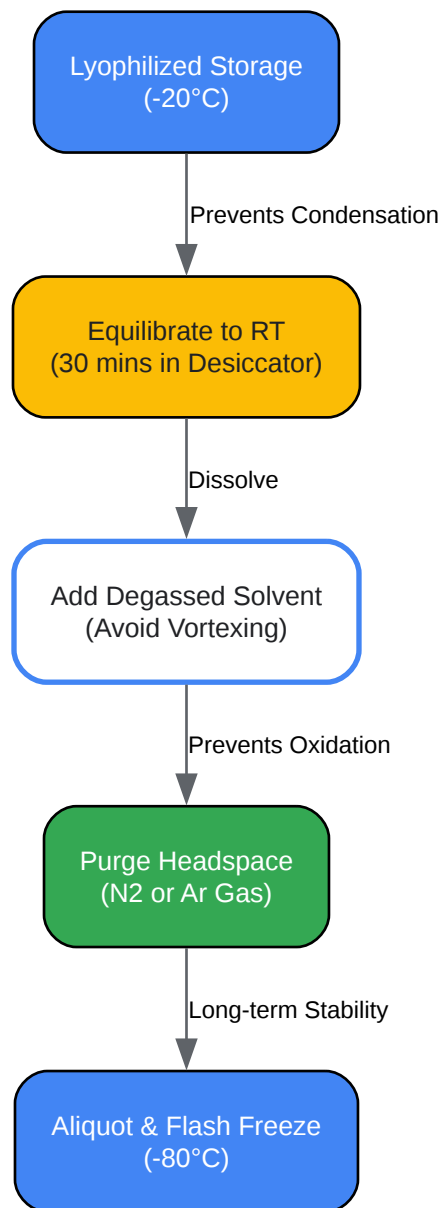 Lyophilized Storage
(-20°C)
Prevents Condensation
Equilibrate to RT
(30 mins in Desiccator)
Dissolve
Add Degassed Solvent
(Avoid Vortexing)
Prevents Oxidation
Purge Headspace
(N2 or Ar Gas)
Long-term Stability
Aliquot & Flash Freeze
(-80°C)